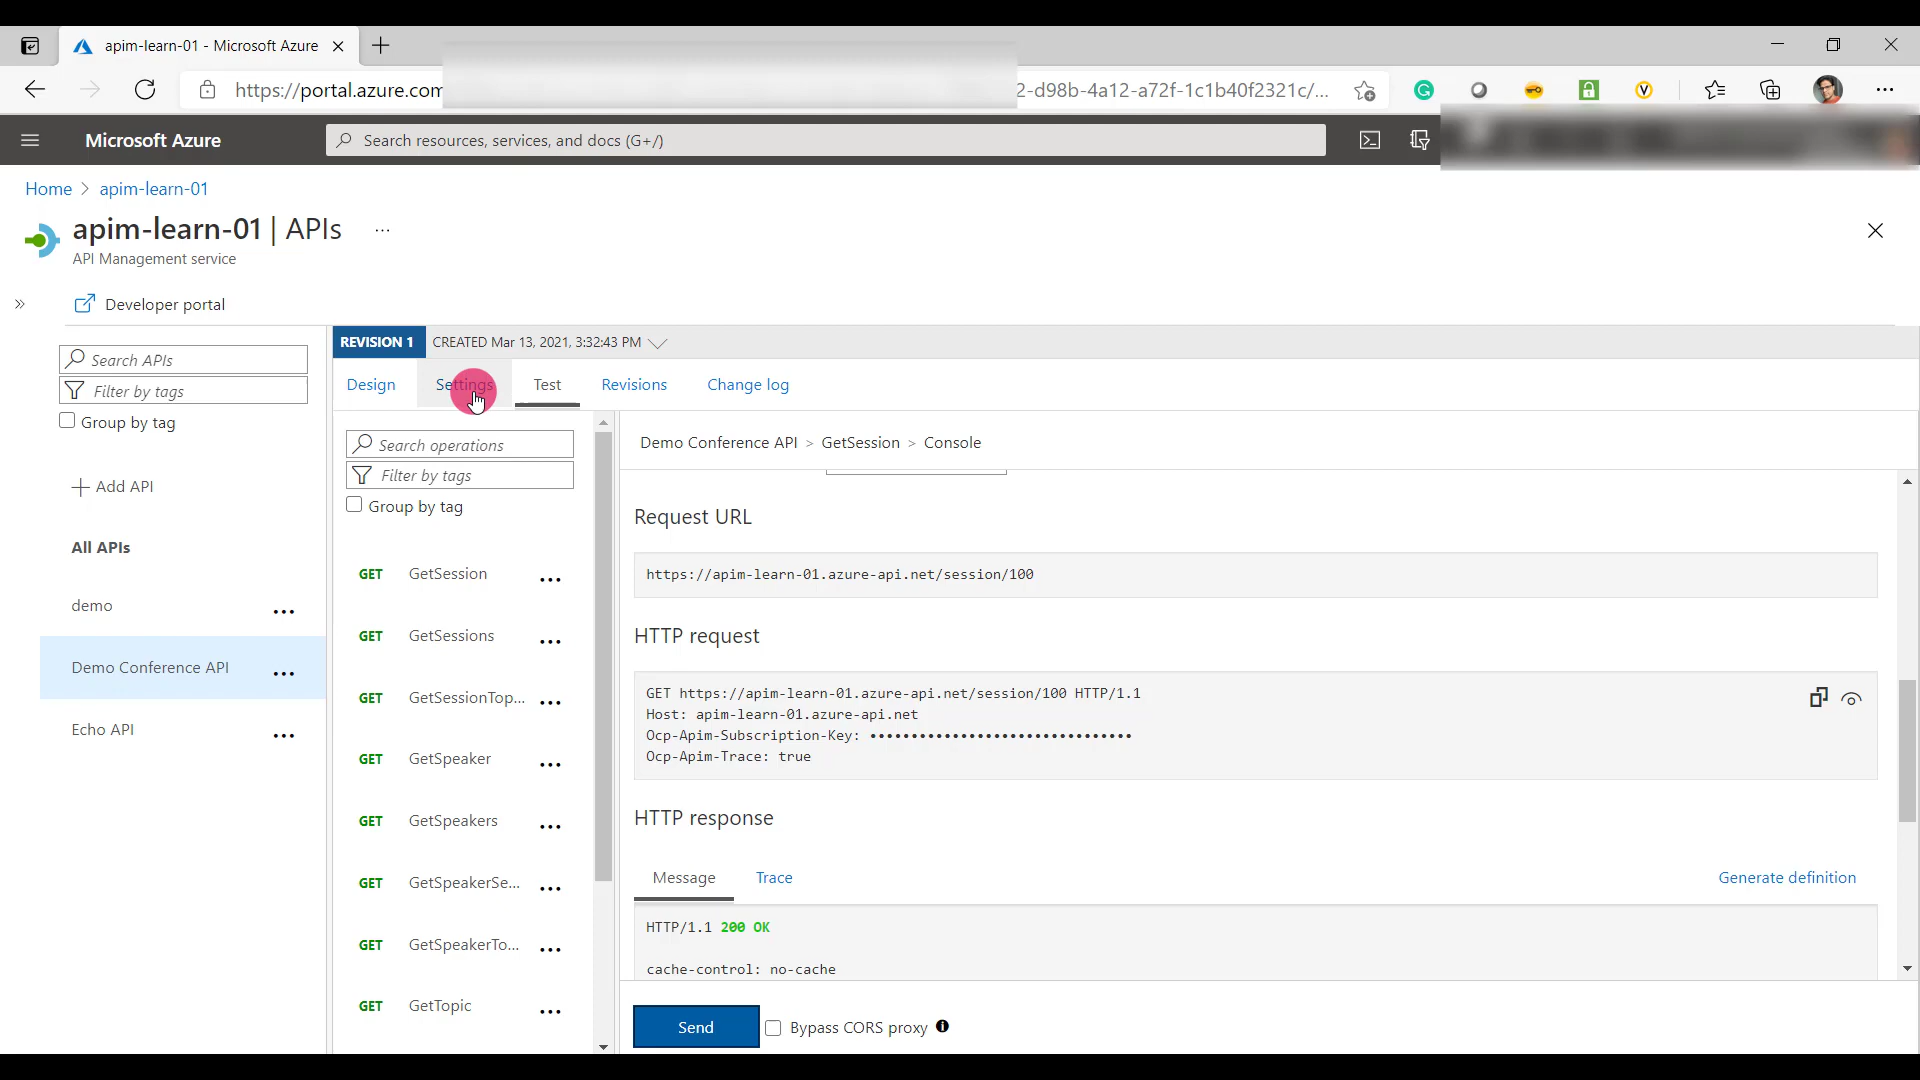 apim-learn-01 - Microsoft Azure
https://portal.azure.com
2-d98b-4a12-a72f-1c1b40f2321c/...
Microsoft Azure
Search resources, services, and docs (G+/)
Home > apim-learn-01
apim-learn-01 | APIs ...
API Management service
Developer portal
Search APIs
Filter by tags
Group by tag
Add API
All APIs
demo
Demo Conference API
Echo API
REVISION 1 CREATED Mar 13, 2021, 3:32:43 PM
Design Settings Test Revisions Change log
Search operations
Filter by tags
Group by tag
GET GetSession
GET GetSessions
GET GetSessionTop...
GET GetSpeaker
GET GetSpeakers
GET GetSpeakerSe...
GET GetSpeakerTo...
GET GetTopic
Demo Conference API > GetSession > Console
Request URL
https://apim-learn-01.azure-api.net/session/100
HTTP request
GET https://apim-learn-01.azure-api.net/session/100 HTTP/1.1
Host: apim-learn-01.azure-api.net
Ocp-Apim-Subscription-Key: ••••••••••••••••••••••••••••••••
Ocp-Apim-Trace: true
HTTP response
Message Trace Generate definition
HTTP/1.1 200 OK
cache-control: no-cache
Send Bypass CORS proxy